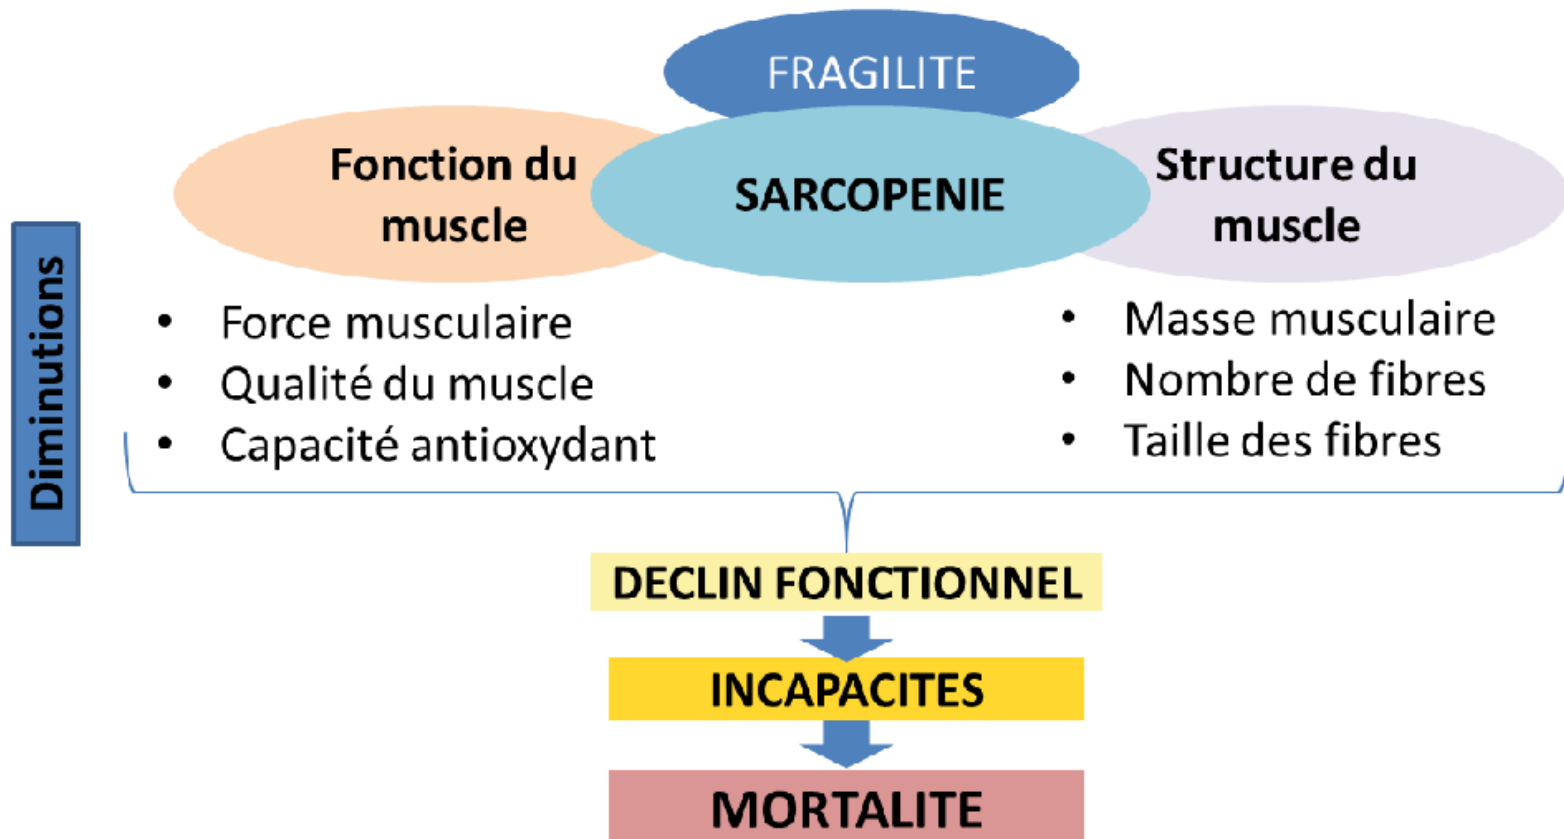 FRAGILITE
Fonction du
muscle
SARCOPENIE
Structure du
muscle
Diminutions
• Force musculaire
• Qualité du muscle
• Capacité antioxydant
• Masse musculaire
• Nombre de fibres
• Taille des fibres
DECLIN FONCTIONNEL
INCAPACITES
MORTALITE